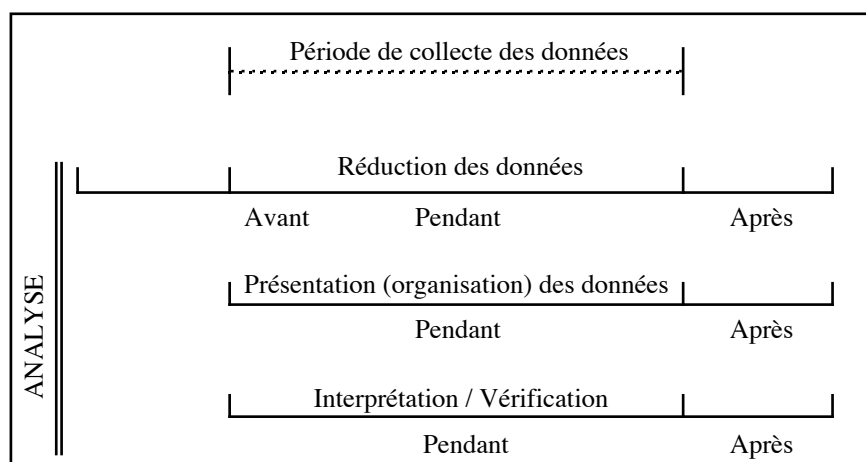 Période de collecte des données
Réduction des données
Avant Pendant Après
Présentation (organisation) des données
Pendant Après
Interprétation / Vérification
Pendant Après
ANALYSE